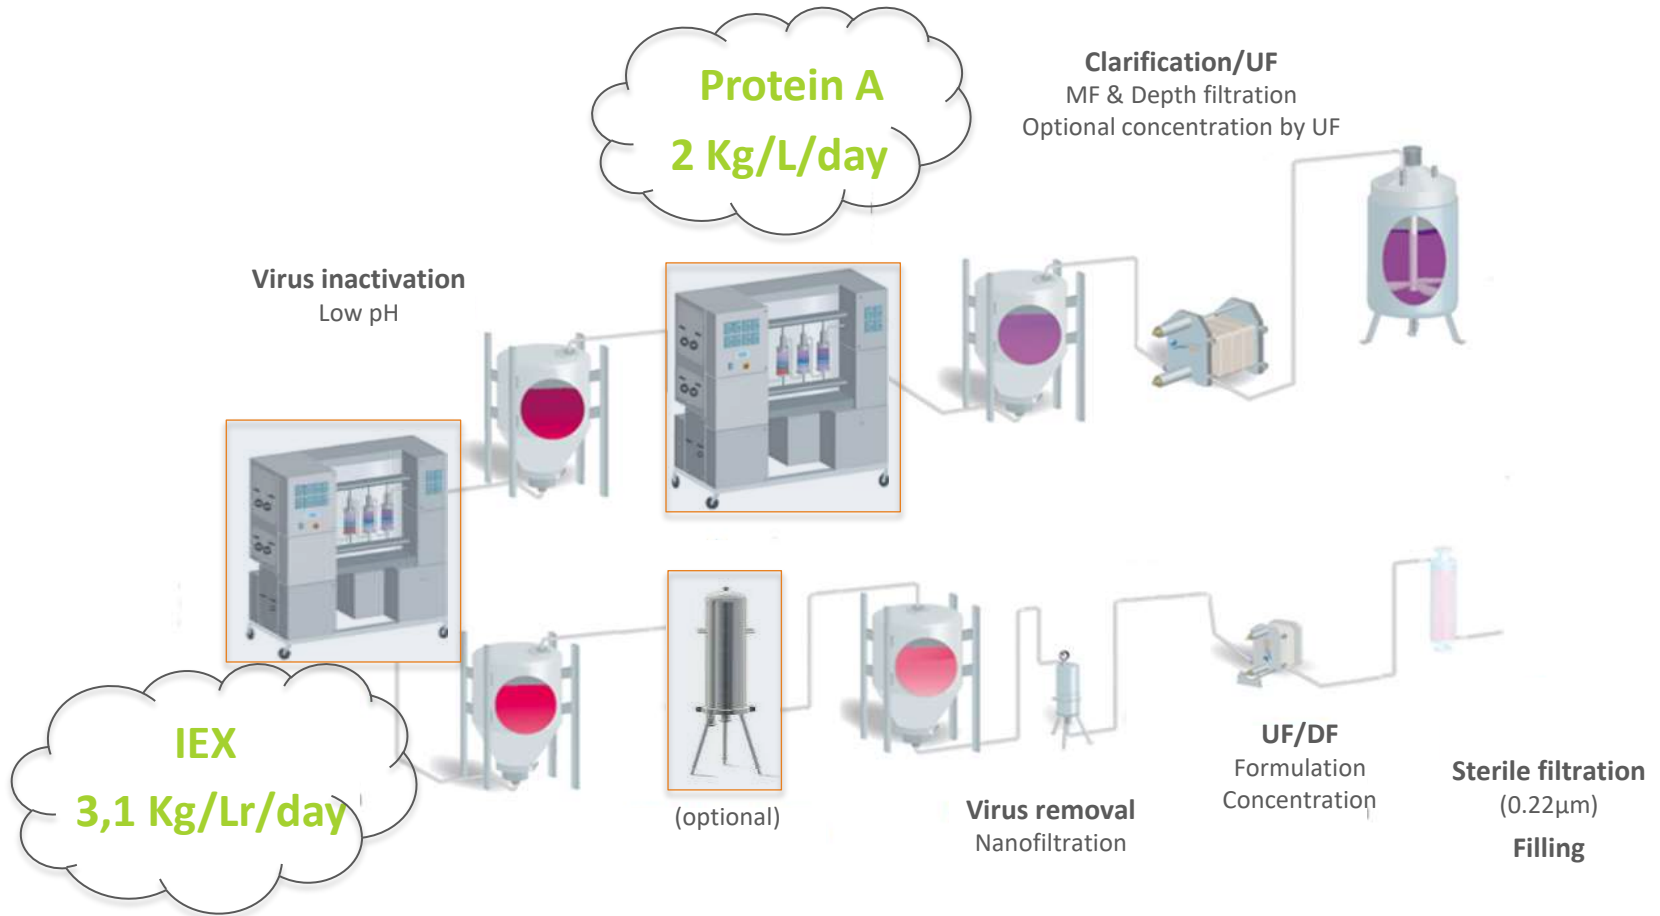 Protein A
2 Kg/L/day
Clarification/UF
MF & Depth filtration
Optional concentration by UF
Virus inactivation
Low pH
IEX
3,1 Kg/Lr/day
(optional)
Virus removal
Nanofiltration
UF/DF
Formulation
Concentration
Sterile filtration
(0.22µm)
Filling